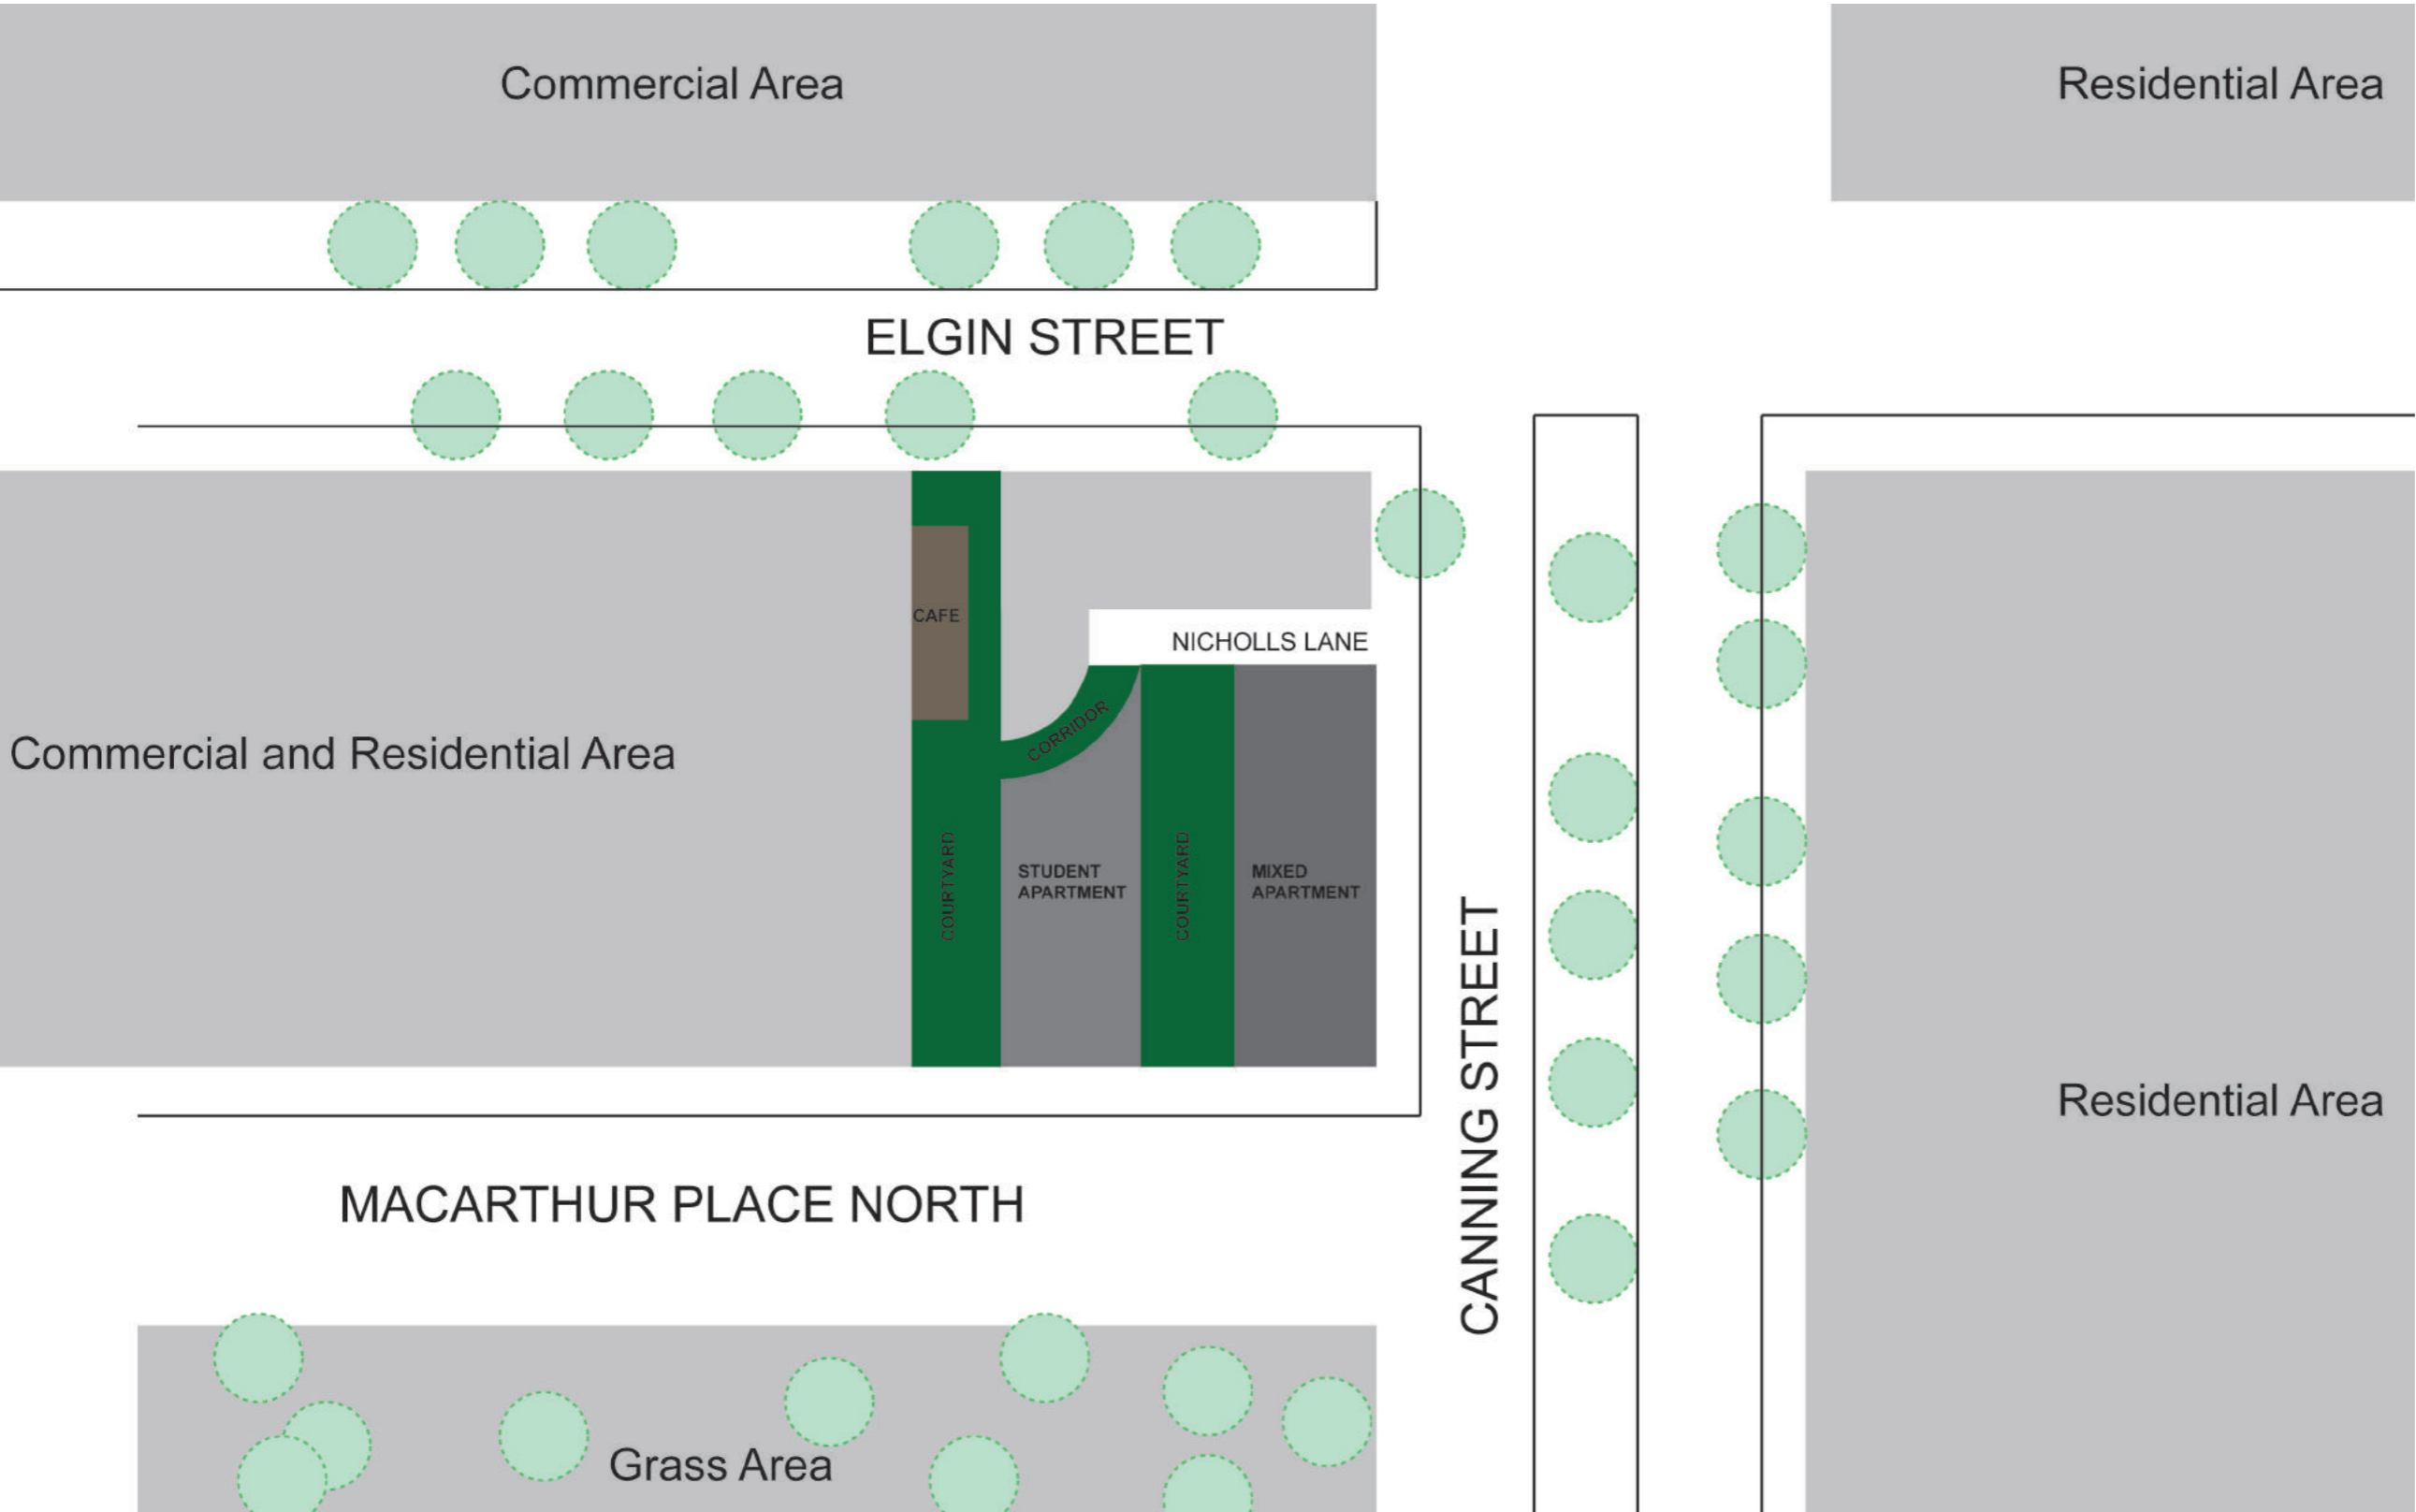 Commercial Area
Residential Area
ELGIN STREET
CAFE
NICHOLLS LANE
CORRIDOR
Commercial and Residential Area
COURTYARD
STUDENT
APARTMENT
COURTYARD
MIXED
APARTMENT
CANNING STREET
Residential Area
MACARTHUR PLACE NORTH
Grass Area